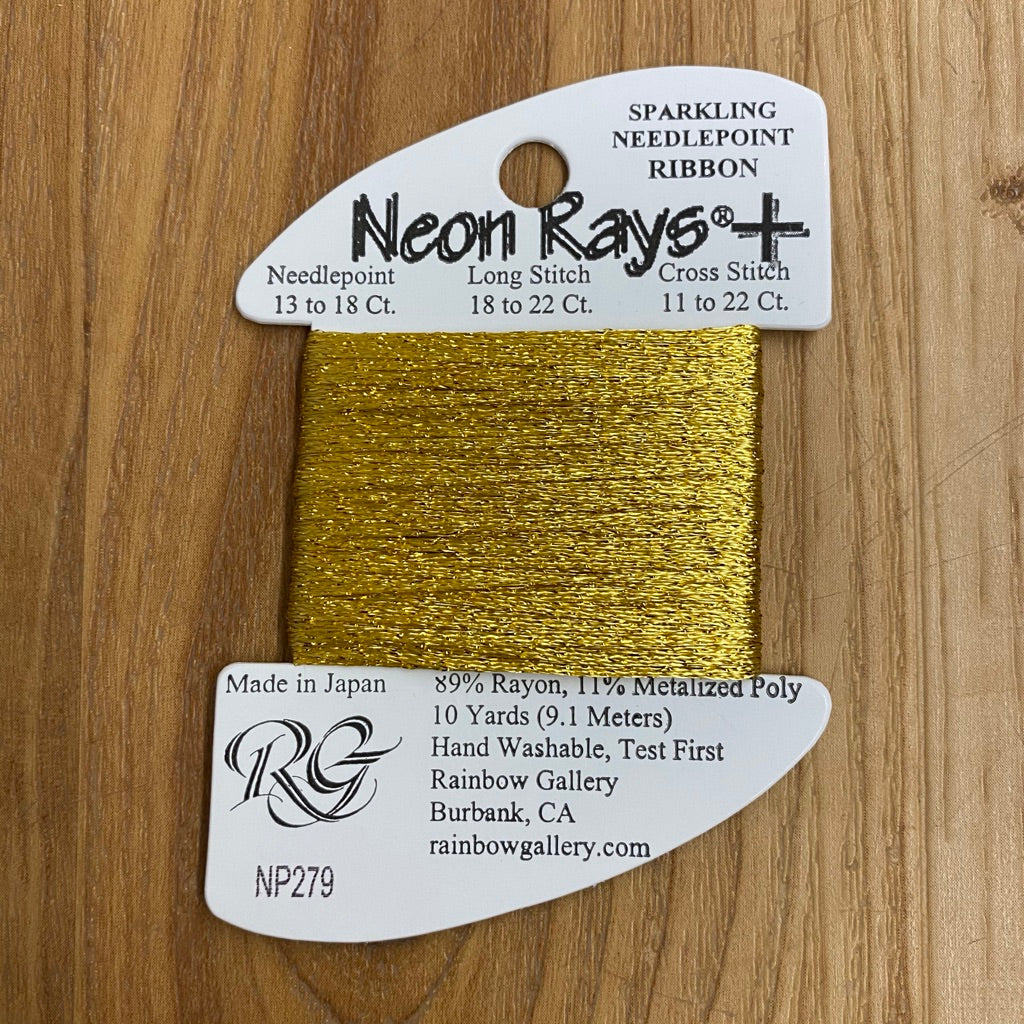 SPARKLING
NEEDLEPOINT
RIBBON
Neon Rays®+
Needlepoint Long Stitch Cross Stitch
13 to 18 Ct. 18 to 22 Ct. 11 to 22 Ct.
Made in Japan 89% Rayon, 11% Metalized Poly
10 Yards (9.1 Meters)
Hand Washable, Test First
RG
Rainbow Gallery
Burbank, CA
rainbowgallery.com
NP279